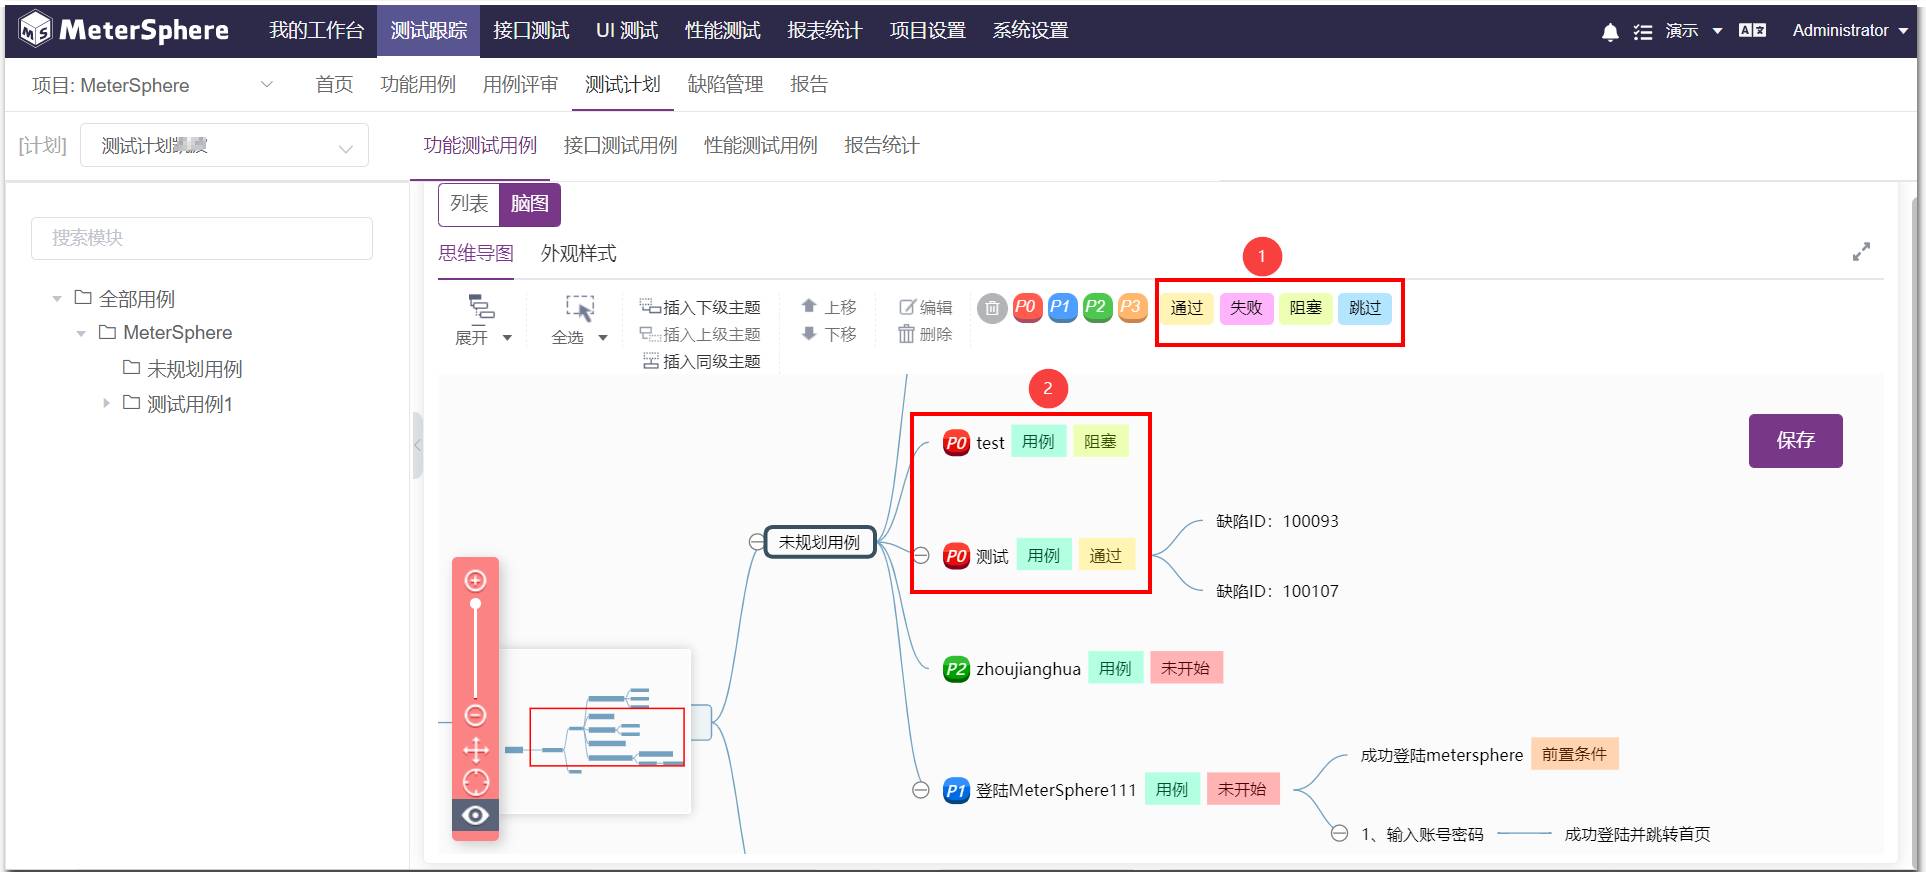 MeterSphere 我的工作台 测试跟踪 接口测试 UI 测试 性能测试 报表统计 项目设置 系统设置 演示 Administrator
项目: MeterSphere 首页 功能用例 用例评审 测试计划 缺陷管理 报告
[计划] 测试计划 功能测试用例 接口测试用例 性能测试用例 报告统计
列表 脑图
搜索模块
思维导图 外观样式
1
全部用例
MeterSphere
未规划用例
测试用例1
展开 全选
插入下级主题
插入上级主题
插入同级主题
上移
下移
编辑
删除
P0 P1 P2 P3 通过 失败 阻塞 跳过
2
P0 test 用例 阻塞
保存
未规划用例
P0 测试 用例 通过
缺陷ID：100093
缺陷ID：100107
P2 zhoujianghua 用例 未开始
P1 登陆MeterSphere111 用例 未开始
成功登陆metersphere 前置条件
1、输入账号密码 成功登陆并跳转首页